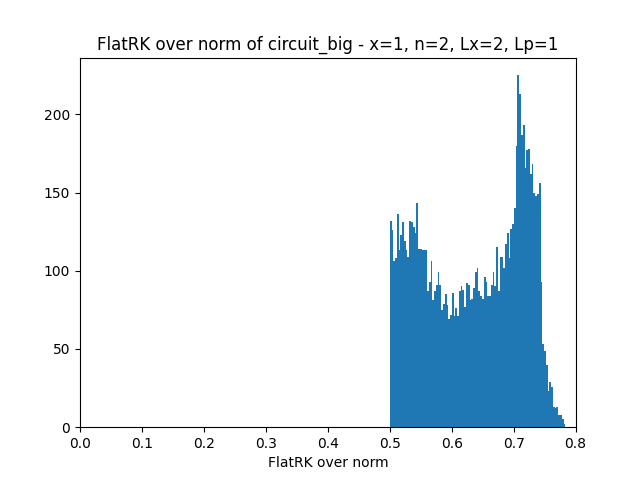 FlatRK over norm of circuit_big - x=1, n=2, Lx=2, Lp=1
200
150
100
50
0
0.0 0.1 0.2 0.3 0.4 0.5 0.6 0.7 0.8
FlatRK over norm